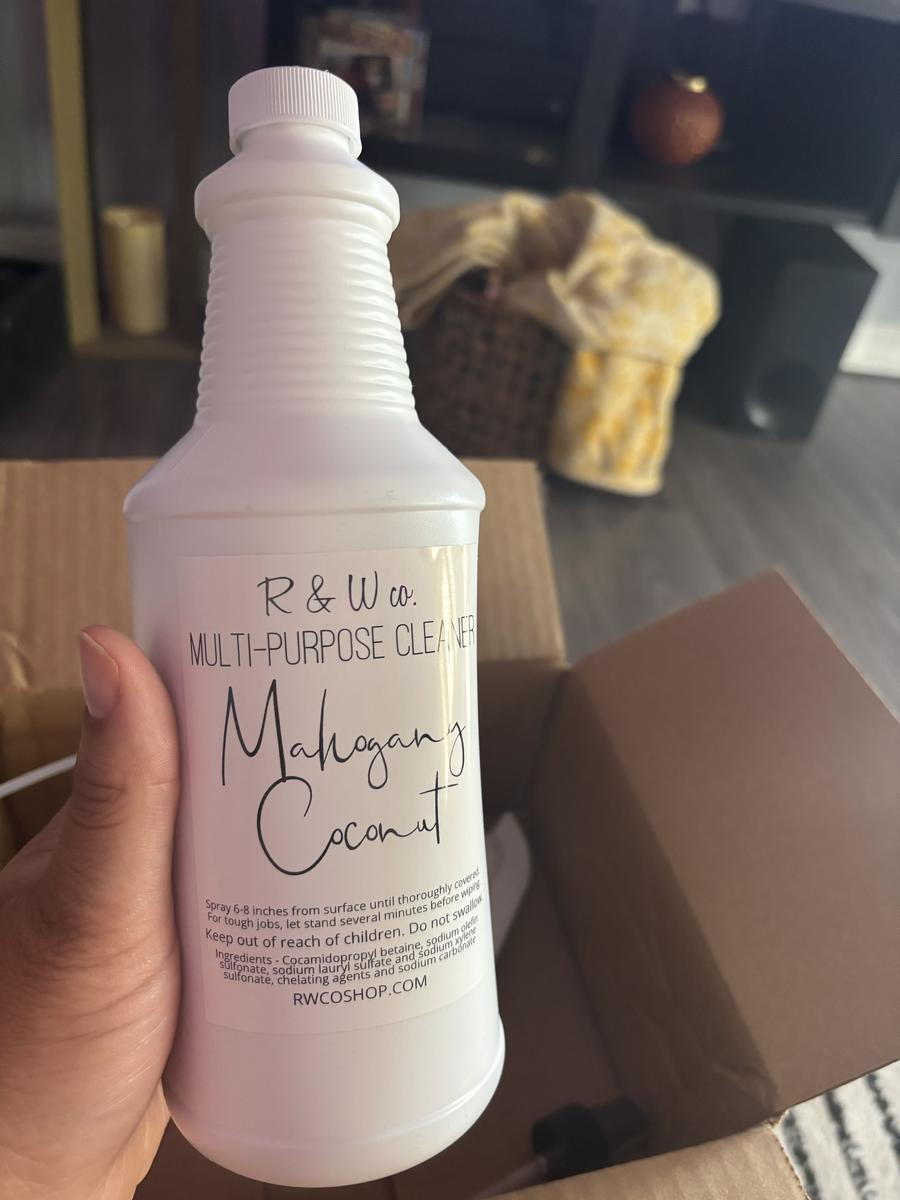 R & W co.
MULTI-PURPOSE CLEANER
Mahogany
Coconut
Spray 6-8 inches from surface until thoroughly covered.
For tough jobs, let stand several minutes before wiping.
Keep out of reach of children. Do not swallow.
Ingredients - Cocamidopropyl betaine, sodium olefin
sulfonate, sodium lauryl sulfate and sodium xylene
sulfonate, chelating agents and sodium carbonate
RWCOSHOP.COM